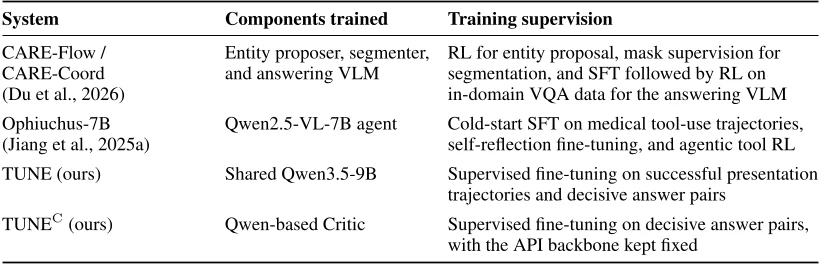 System Components trained Training supervision
CARE-Flow / Entity proposer, segmenter, RL for entity proposal, mask supervision for
CARE-Coord and answering VLM segmentation, and SFT followed by RL on
(Du et al., 2026) in-domain VQA data for the answering VLM
Ophiuchus-7B Qwen2.5-VL-7B agent Cold-start SFT on medical tool-use trajectories,
(Jiang et al., 2025a) self-reflection fine-tuning, and agentic tool RL
TUNE (ours) Shared Qwen3.5-9B Supervised fine-tuning on successful presentation
trajectories and decisive answer pairs
TUNE^C (ours) Qwen-based Critic Supervised fine-tuning on decisive answer pairs,
with the API backbone kept fixed